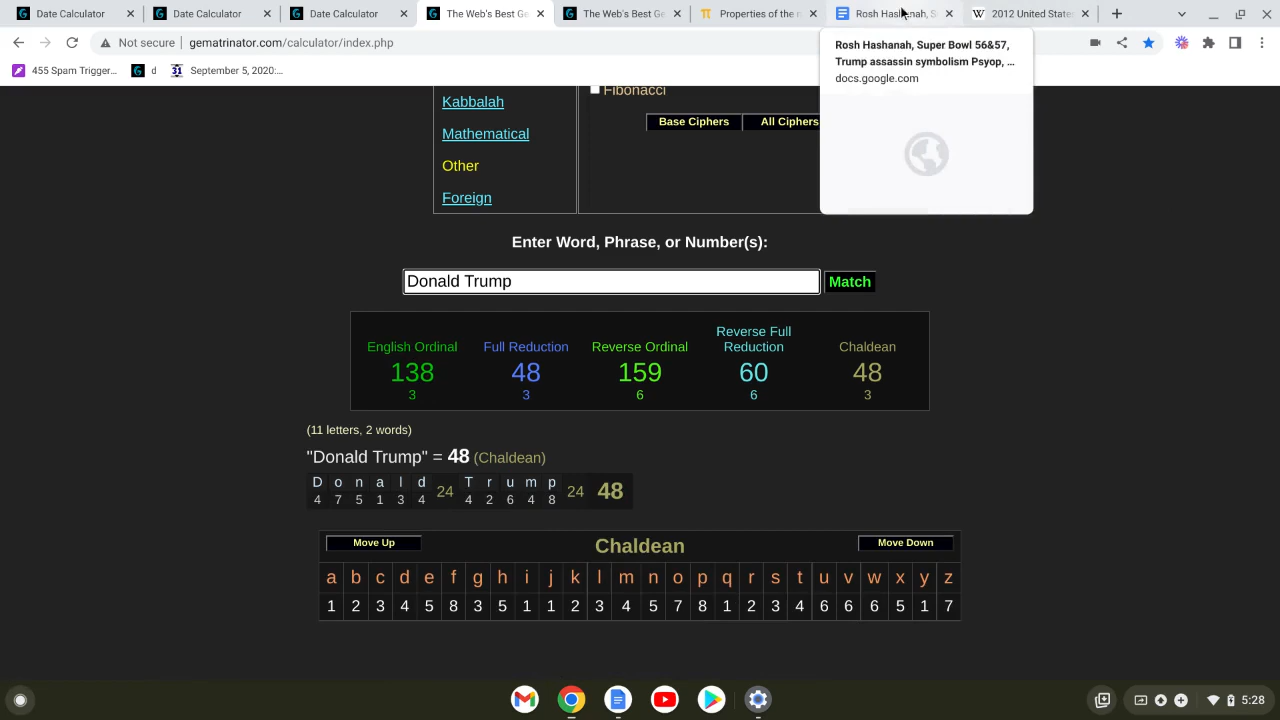 Date Calculator
Date Calculator
Date Calculator
The Web's Best Ge
The Web's Best Ge
Properties of the n
Rosh Hashanah, S
2012 United States
Not secure
gematrinator.com/calculator/index.php
455 Spam Trigger...
d
31
September 5, 2020:...
Rosh Hashanah, Super Bowl 56&57,
Trump assassin symbolism Psyop, ...
docs.google.com
Kabbalah
Mathematical
Other
Foreign
Fibonacci
Base Ciphers
All Ciphers
Enter Word, Phrase, or Number(s):
Donald Trump
Match
English Ordinal
138
3
Full Reduction
48
3
Reverse Ordinal
159
6
Reverse Full
Reduction
60
6
Chaldean
48
3
(11 letters, 2 words)
"Donald Trump" = 48 (Chaldean)
D o n a l d 24 T r u m p 24 48
4 7 5 1 3 4 4 2 6 4 8
Move Up
Chaldean
Move Down
a b c d e f g h i j k l m n o p q r s t u v w x y z
1 2 3 4 5 8 3 5 1 1 2 3 4 5 7 8 1 2 3 4 6 6 6 5 1 7
5:28